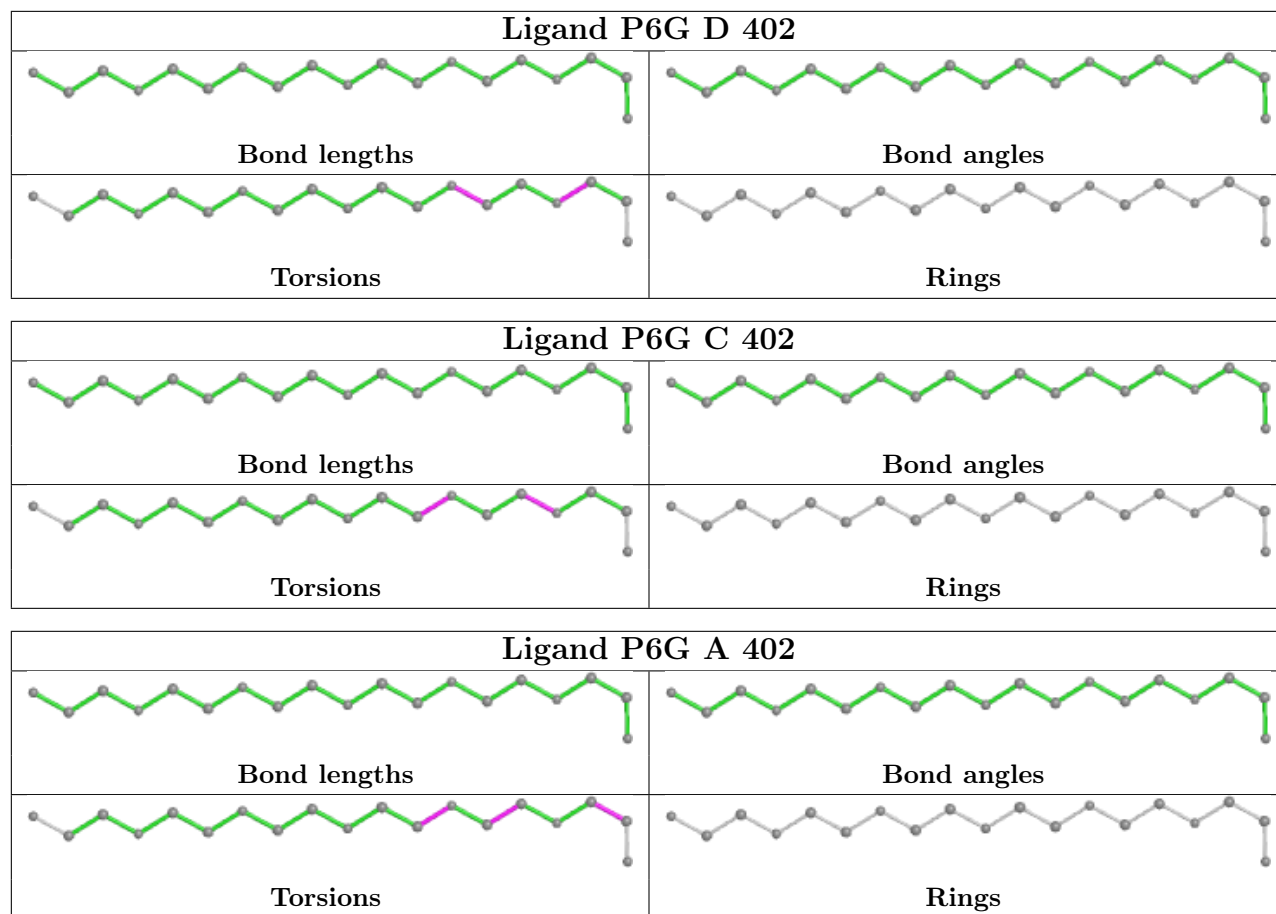 Ligand P6G D 402
Bond lengths Bond angles
Torsions Rings
Ligand P6G C 402
Bond lengths Bond angles
Torsions Rings
Ligand P6G A 402
Bond lengths Bond angles
Torsions Rings